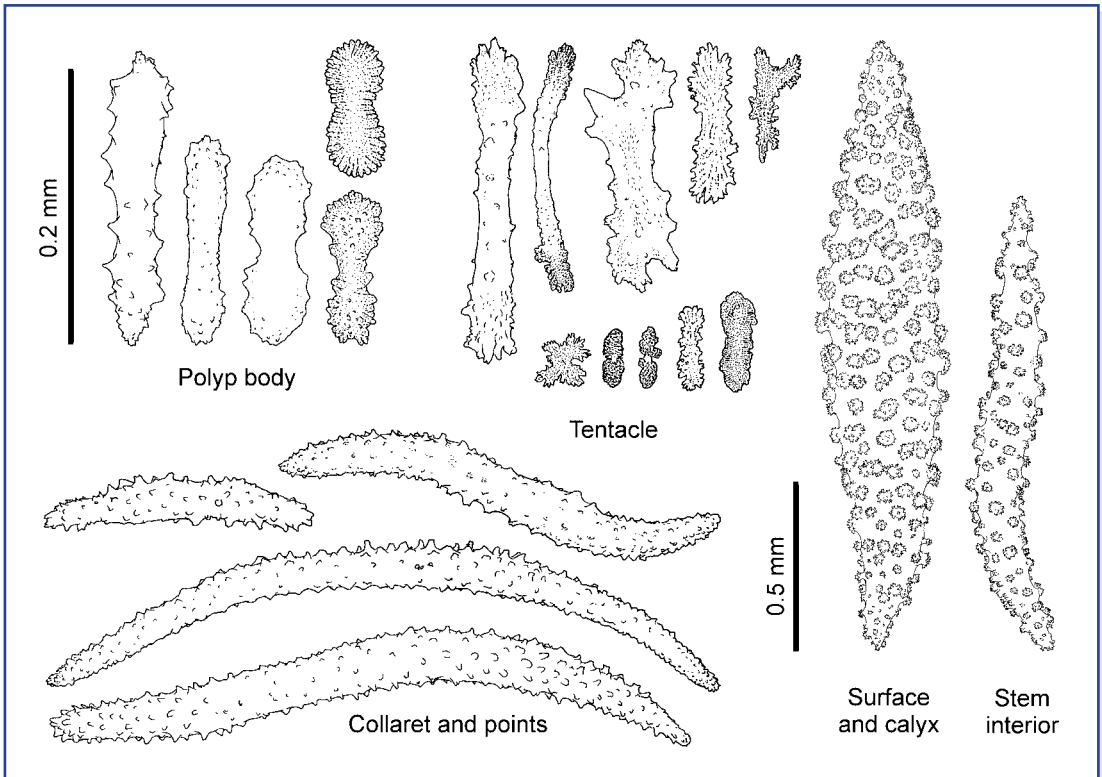 0.2 mm
Polyp body
Tentacle
0.5 mm
Collaret and points
Surface
and calyx
Stem
interior